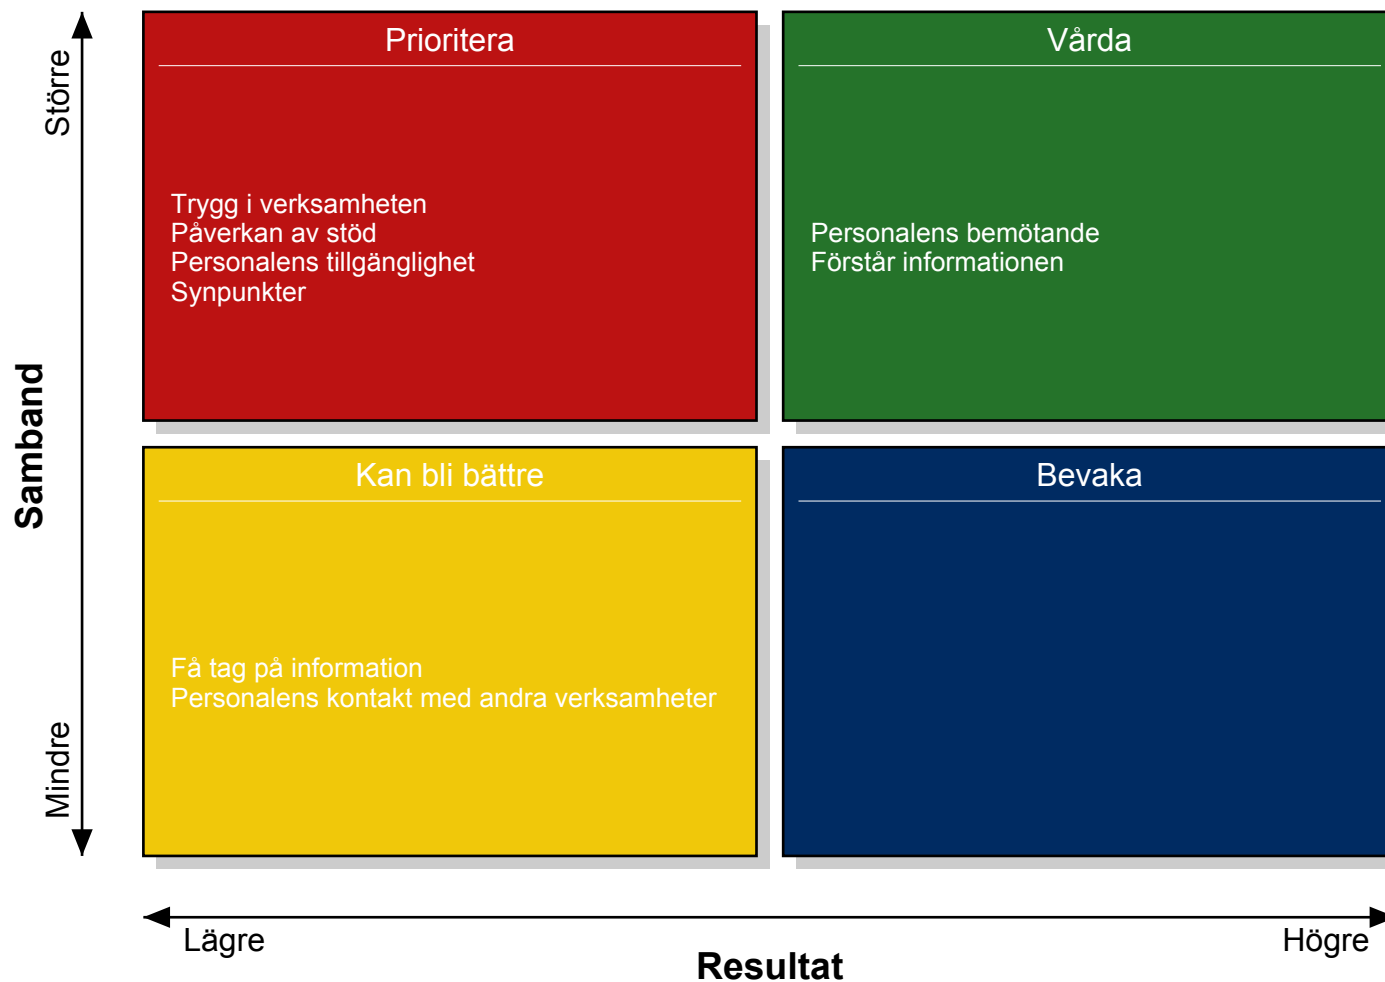 Prioritera
Vårda
Större
Trygg i verksamheten
Påverkan av stöd
Personalens tillgänglighet
Synpunkter
Personalens bemötande
Förstår informationen
Samband
Kan bli bättre
Bevaka
Få tag på information
Personalens kontakt med andra verksamheter
Mindre
Lägre
Högre
Resultat